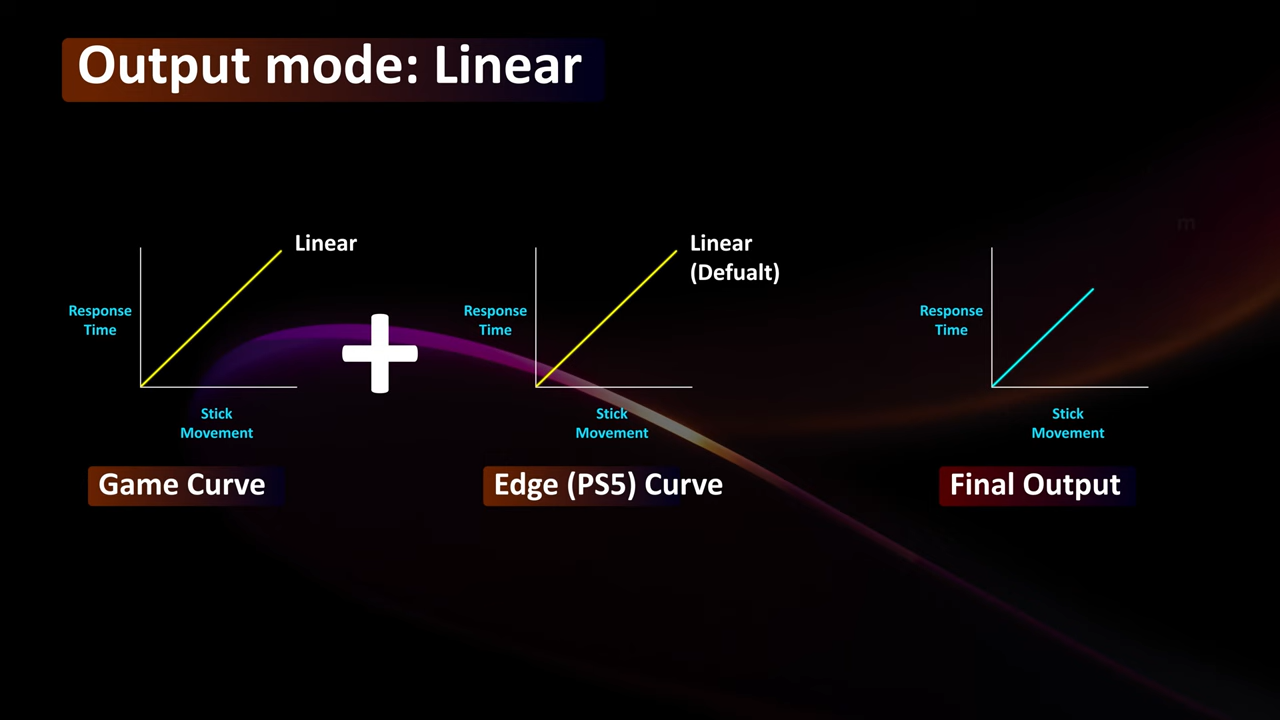 Output mode: Linear
Linear
Response
Time
Stick
Movement
Game Curve
Linear
(Defualt)
Response
Time
Stick
Movement
Edge (PS5) Curve
Response
Time
Stick
Movement
Final Output
m